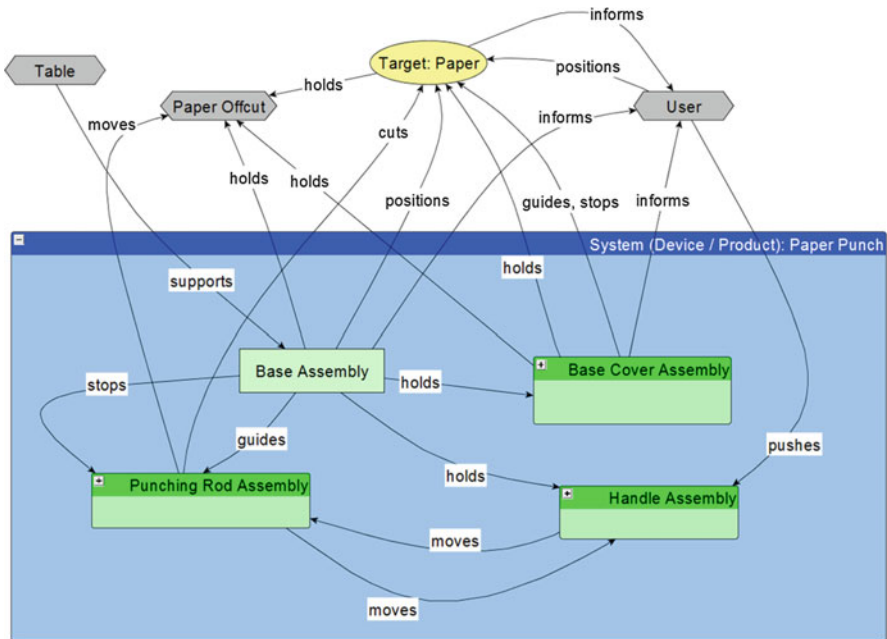 informs
Target: Paper
Table
positions
holds
Paper Offcut
User
moves
informs
cuts
holds
holds
positions
guides, stops
informs
System (Device / Product): Paper Punch
holds
supports
Base Assembly
Base Cover Assembly
stops
holds
guides
pushes
holds
Punching Rod Assembly
Handle Assembly
moves
moves